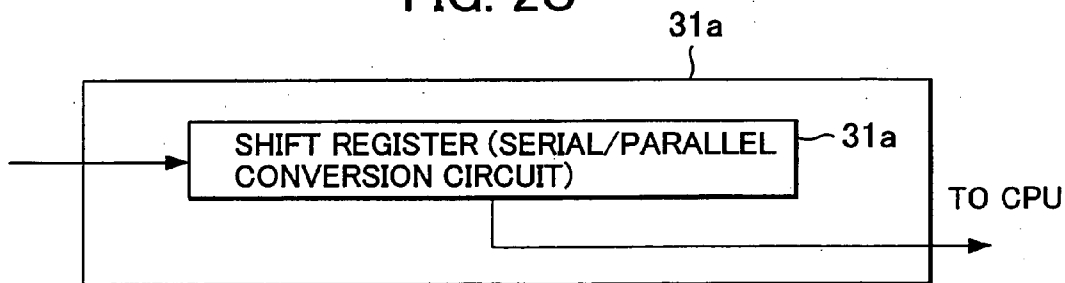 31a
SHIFT REGISTER (SERIAL/PARALLEL
CONVERSION CIRCUIT)
31a
TO CPU